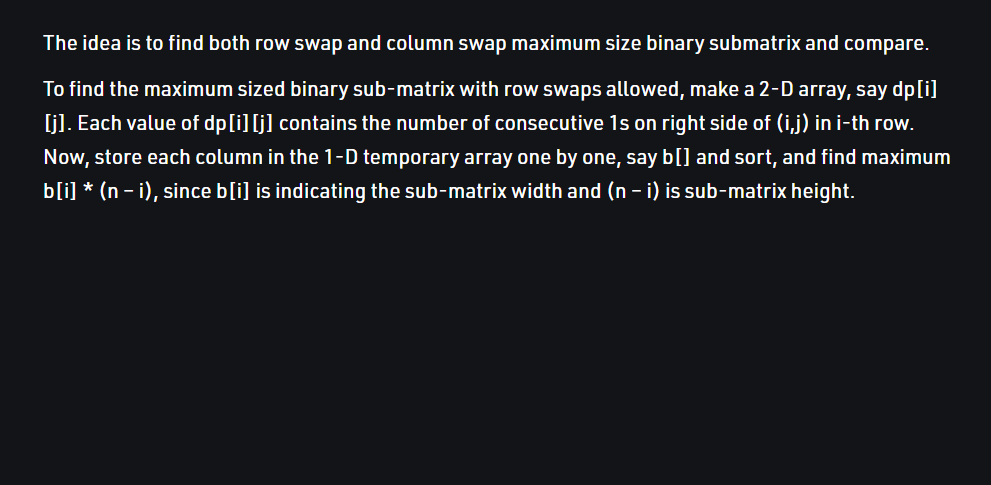 The idea is to find both row swap and column swap maximum size binary submatrix and compare.
To find the maximum sized binary sub-matrix with row swaps allowed, make a 2-D array, say dp[i]
[j]. Each value of dp[i][j] contains the number of consecutive 1s on right side of (i,j) in i-th row.
Now, store each column in the 1-D temporary array one by one, say b[] and sort, and find maximum
b[i] * (n – i), since b[i] is indicating the sub-matrix width and (n – i) is sub-matrix height.